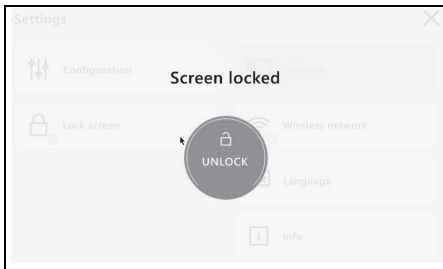 Settings
Configuration
Screen locked
Lock screen
Wireless network
UNLOCK
Language
Info